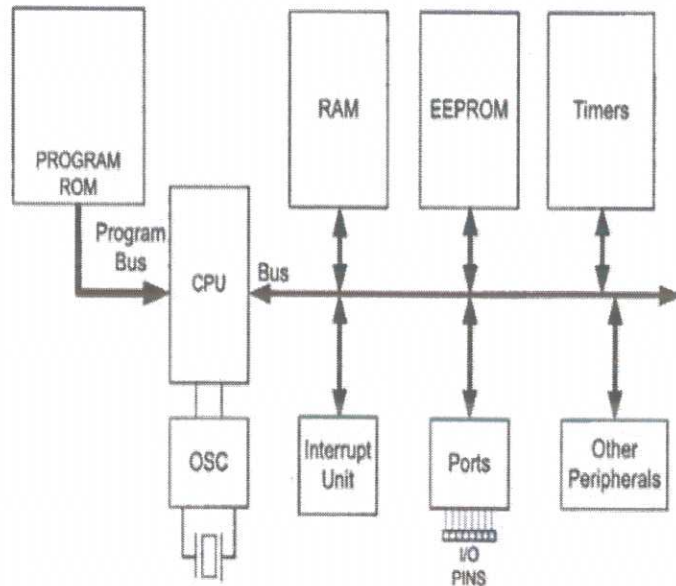 PROGRAM
ROM
Program
Bus
CPU
Bus
RAM
EEPROM
Timers
OSC
Interrupt
Unit
Ports
Other
Peripherals
I/O
PINS